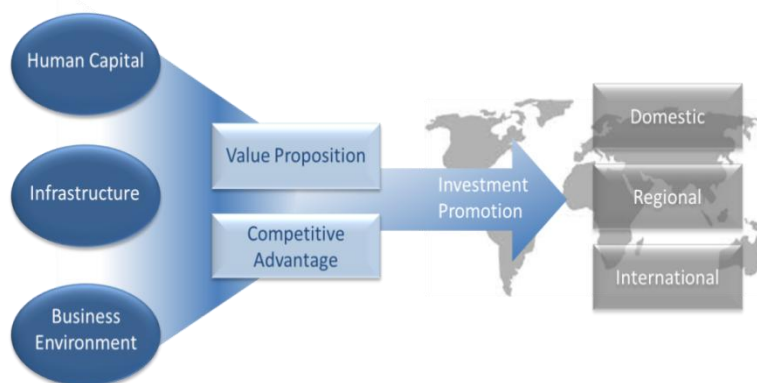 Human Capital
Infrastructure
Business
Environment
Value Proposition
Competitive
Advantage
Investment
Promotion
Domestic
Regional
International